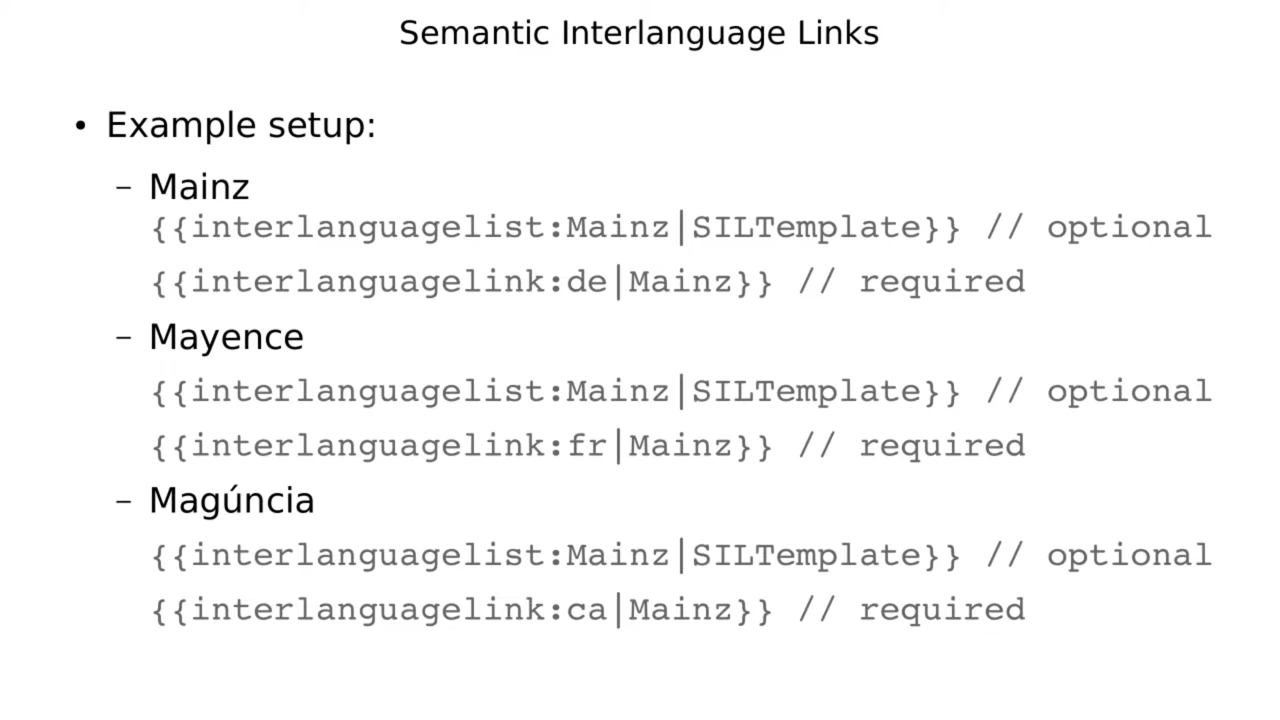 Semantic Interlanguage Links
• Example setup:
– Mainz
{{interlanguagelist:Mainz|SILTemplate}} // optional
{{interlanguagelink:de|Mainz}} // required
– Mayence
{{interlanguagelist:Mainz|SILTemplate}} // optional
{{interlanguagelink:fr|Mainz}} // required
– Magúncia
{{interlanguagelist:Mainz|SILTemplate}} // optional
{{interlanguagelink:ca|Mainz}} // required